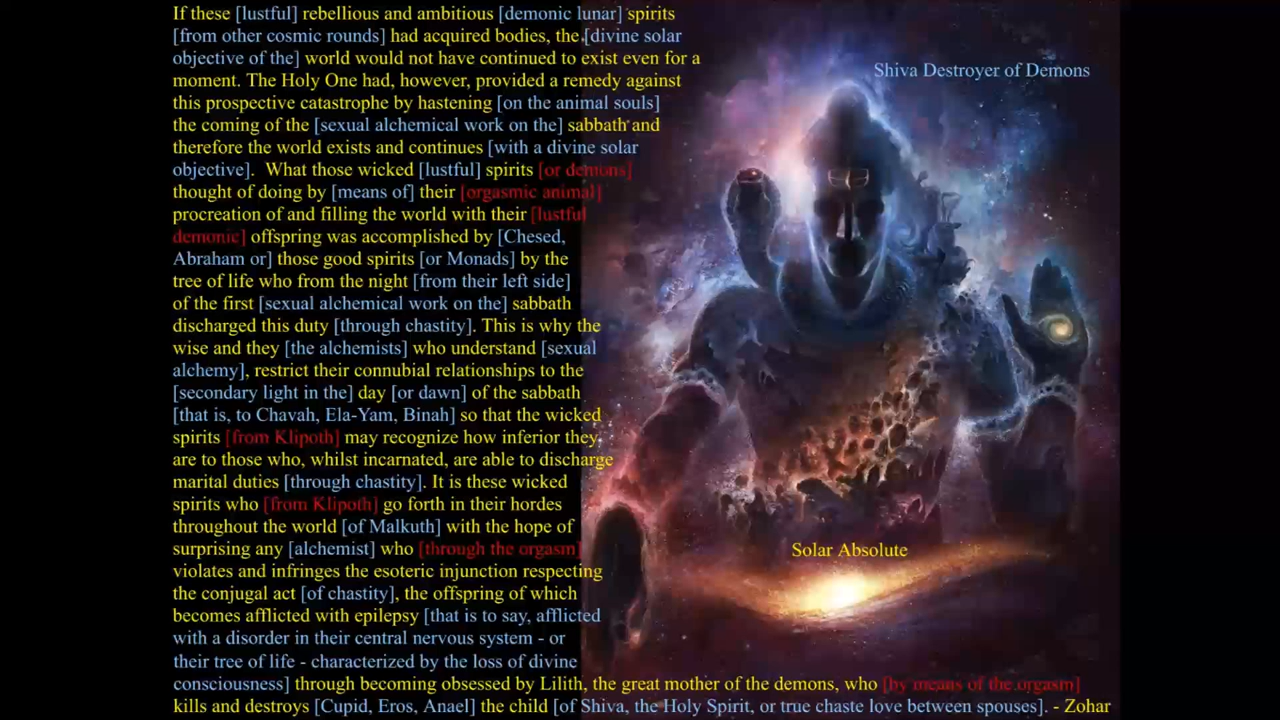 If these [lustful] rebellious and ambitious [demonic lunar] spirits
[from other cosmic rounds] had acquired bodies, the [divine solar
objective of the] world would not have continued to exist even for a
moment. The Holy One had, however, provided a remedy against
this prospective catastrophe by hastening [on the animal souls]
the coming of the [sexual alchemical work on the] sabbath and
therefore the world exists and continues [with a divine solar
objective].  What those wicked [lustful] spirits [or demons]
thought of doing by [means of] their [orgasmic animal]
procreation of and filling the world with their [lustful
demonic] offspring was accomplished by [Chesed,
Abraham or] those good spirits [or Monads] by the
tree of life who from the night [from their left side]
of the first [sexual alchemical work on the] sabbath
discharged this duty [through chastity]. This is why the
wise and they [the alchemists] who understand [sexual
alchemy], restrict their connubial relationships to the
[secondary light in the] day [or dawn] of the sabbath
[that is, to Chavah, Ela-Yam, Binah] so that the wicked
spirits [from Klipoth] may recognize how inferior they
are to those who, whilst incarnated, are able to discharge
marital duties [through chastity]. It is these wicked
spirits who [from Klipoth] go forth in their hordes
throughout the world [of Malkuth] with the hope of
surprising any [alchemist] who [through the orgasm]
violates and infringes the esoteric injunction respecting
the conjugal act [of chastity], the offspring of which
becomes afflicted with epilepsy [that is to say, afflicted
with a disorder in their central nervous system - or
their tree of life - characterized by the loss of divine
consciousness] through becoming obsessed by Lilith, the great mother of the demons, who [by means of the orgasm]
kills and destroys [Cupid, Eros, Anael] the child [of Shiva, the Holy Spirit, or true chaste love between spouses]. - Zohar
Shiva Destroyer of Demons
Solar Absolute